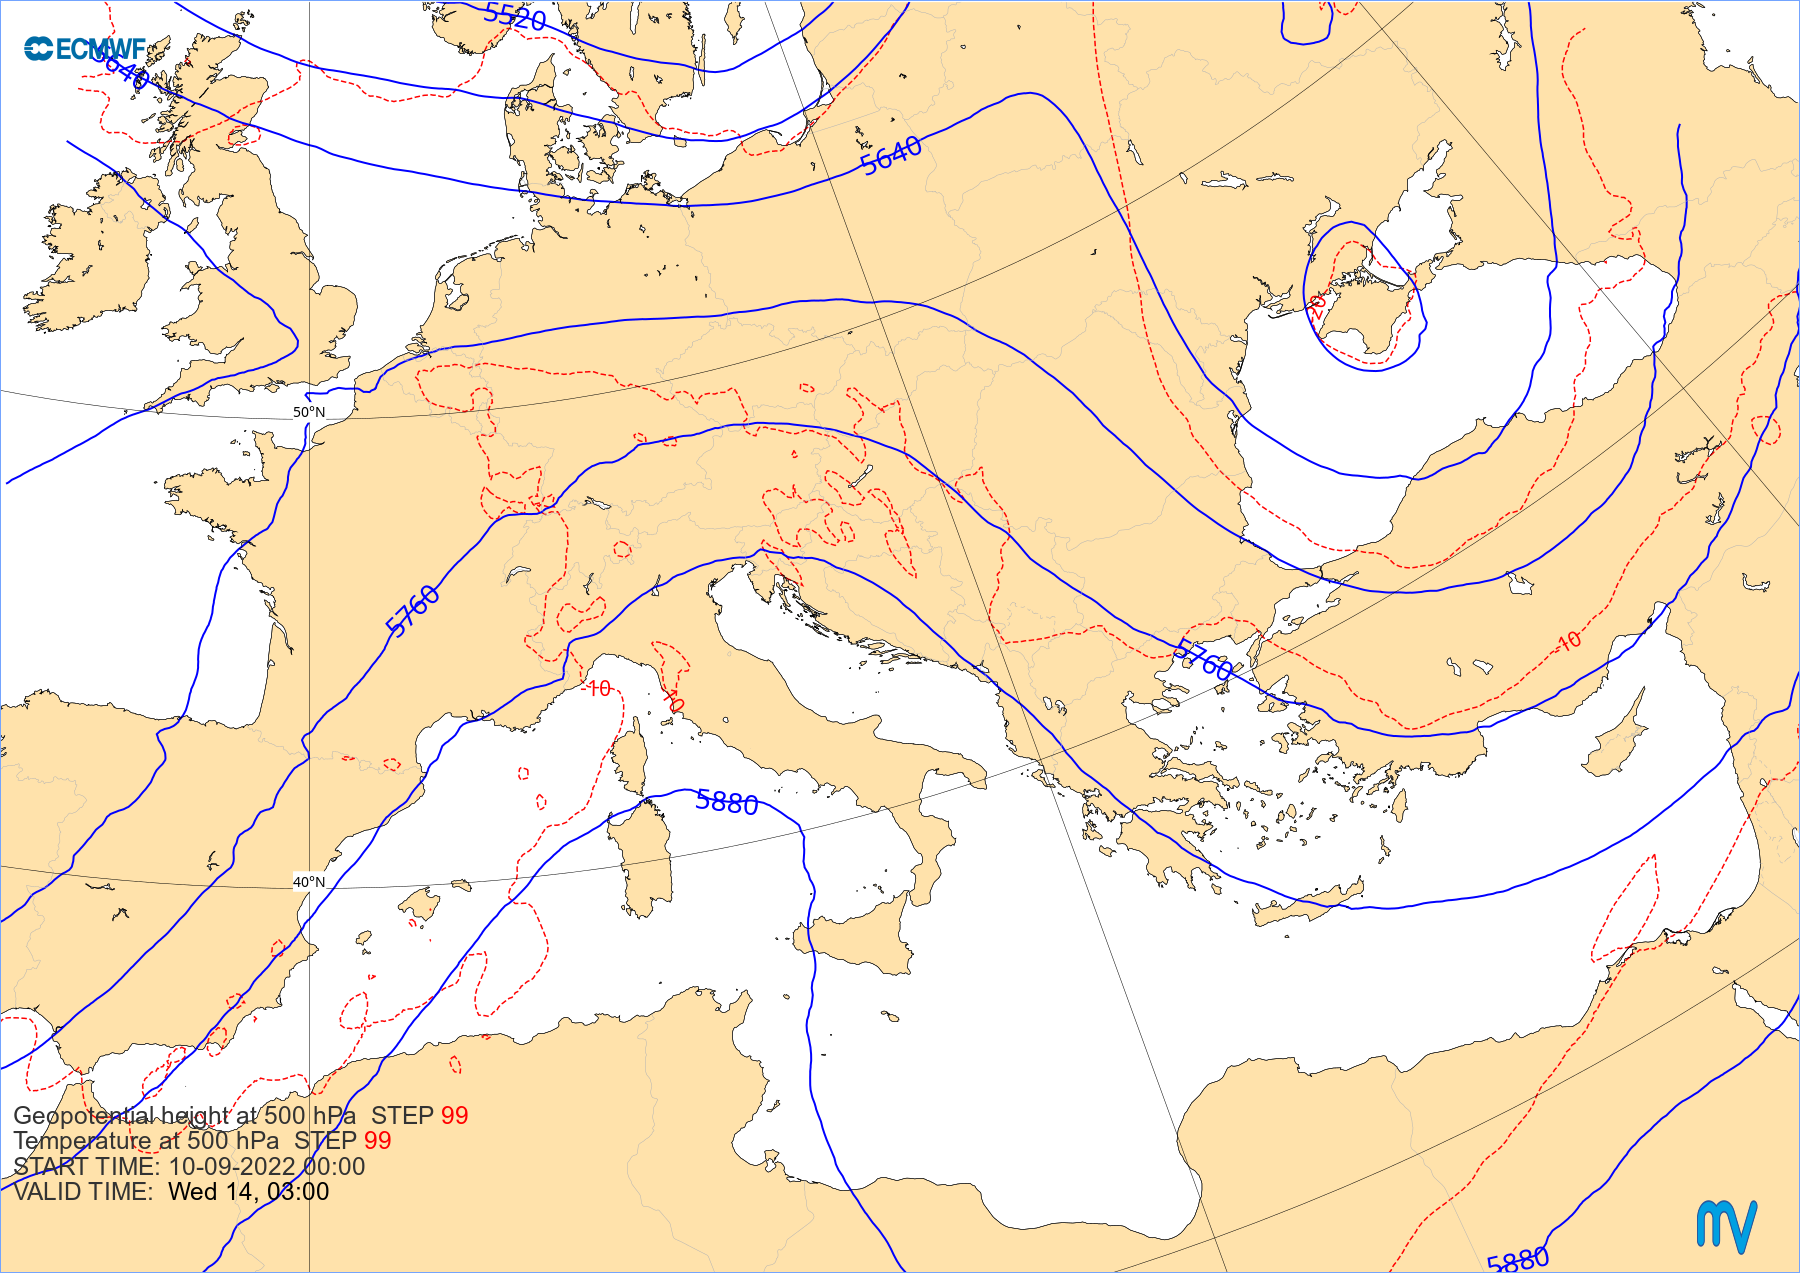 5520
ECMWF
5640
5640
-20
50°N
5760
5760
-10
-10
-10
5880
40°N
Geopotential height at 500 hPa  STEP 99
Temperature at 500 hPa  STEP 99
START TIME: 10-09-2022 00:00
VALID TIME:  Wed 14, 03:00
5880